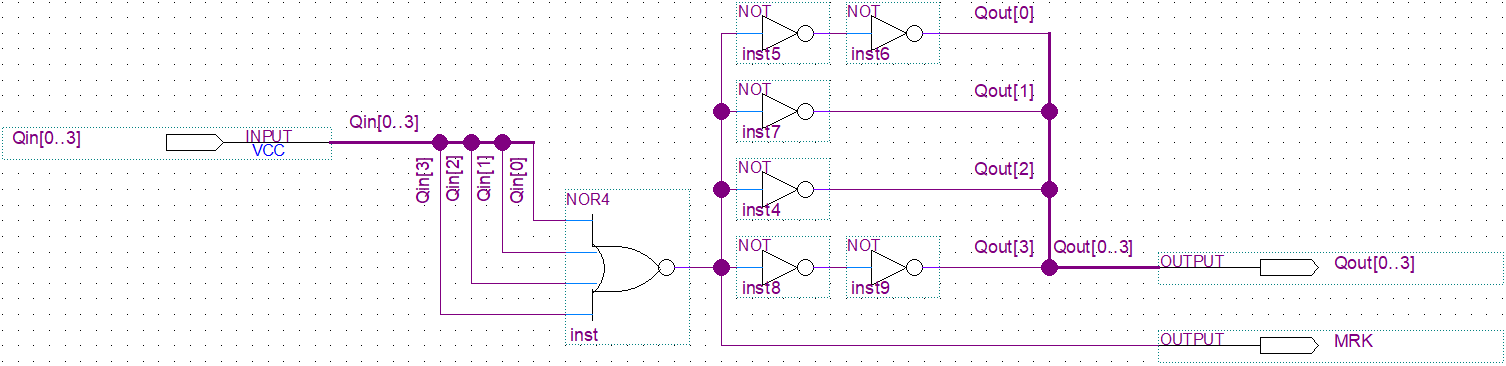 NOT
NOT
Qout[0]
inst5
inst6
NOT
Qout[1]
inst7
Qin[0..3]
INPUT
VCC
Qin[0..3]
Qin[3]
Qin[2]
Qin[1]
Qin[0]
NOT
Qout[2]
inst4
NOR4
inst
NOT
NOT
Qout[3]
Qout[0..3]
inst8
inst9
OUTPUT
Qout[0..3]
OUTPUT
MRK